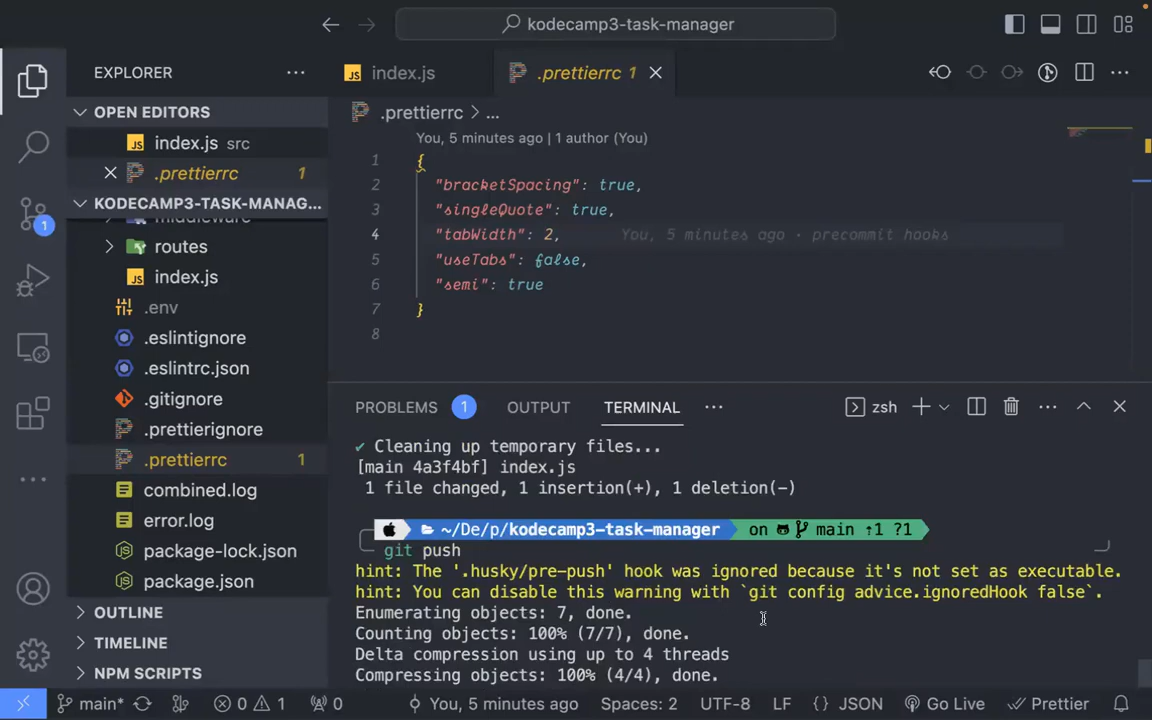 kodecamp3-task-manager
EXPLORER
index.js
.prettierrc 1
OPEN EDITORS
index.js src
.prettierrc 1
KODECAMP3-TASK-MANAG...
middleware
routes
index.js
.env
.eslintignore
.eslintrc.json
.gitignore
.prettierignore
.prettierrc 1
combined.log
error.log
package-lock.json
package.json
OUTLINE
TIMELINE
NPM SCRIPTS
1
.prettierrc > ...
You, 5 minutes ago | 1 author (You)
1 {
2 "bracketSpacing": true,
3 "singleQuote": true,
4 "tabWidth": 2, You, 5 minutes ago • precommit hooks
5 "useTabs": false,
6 "semi": true
7 }
8
PROBLEMS 1 OUTPUT TERMINAL ... zsh
✔ Cleaning up temporary files...
[main 4a3f4bf] index.js
1 file changed, 1 insertion(+), 1 deletion(-)
~/De/p/kodecamp3-task-manager on main ↑1 ?1
git push
hint: The '.husky/pre-push' hook was ignored because it's not set as executable.
hint: You can disable this warning with `git config advice.ignoredHook false`.
Enumerating objects: 7, done.
Counting objects: 100% (7/7), done.
Delta compression using up to 4 threads
Compressing objects: 100% (4/4), done.
main* 0 1 0 You, 5 minutes ago Spaces: 2 UTF-8 LF {} JSON Go Live Prettier